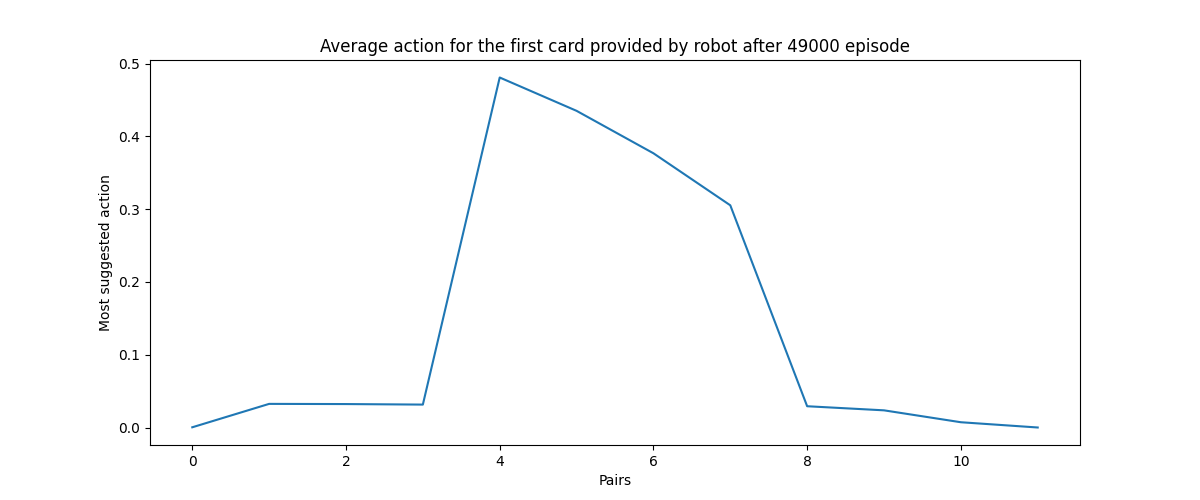 Average action for the first card provided by robot after 49000 episode
0.5
0.4
0.3
0.2
0.1
0.0
Most suggested action
0 2 4 6 8 10
Pairs